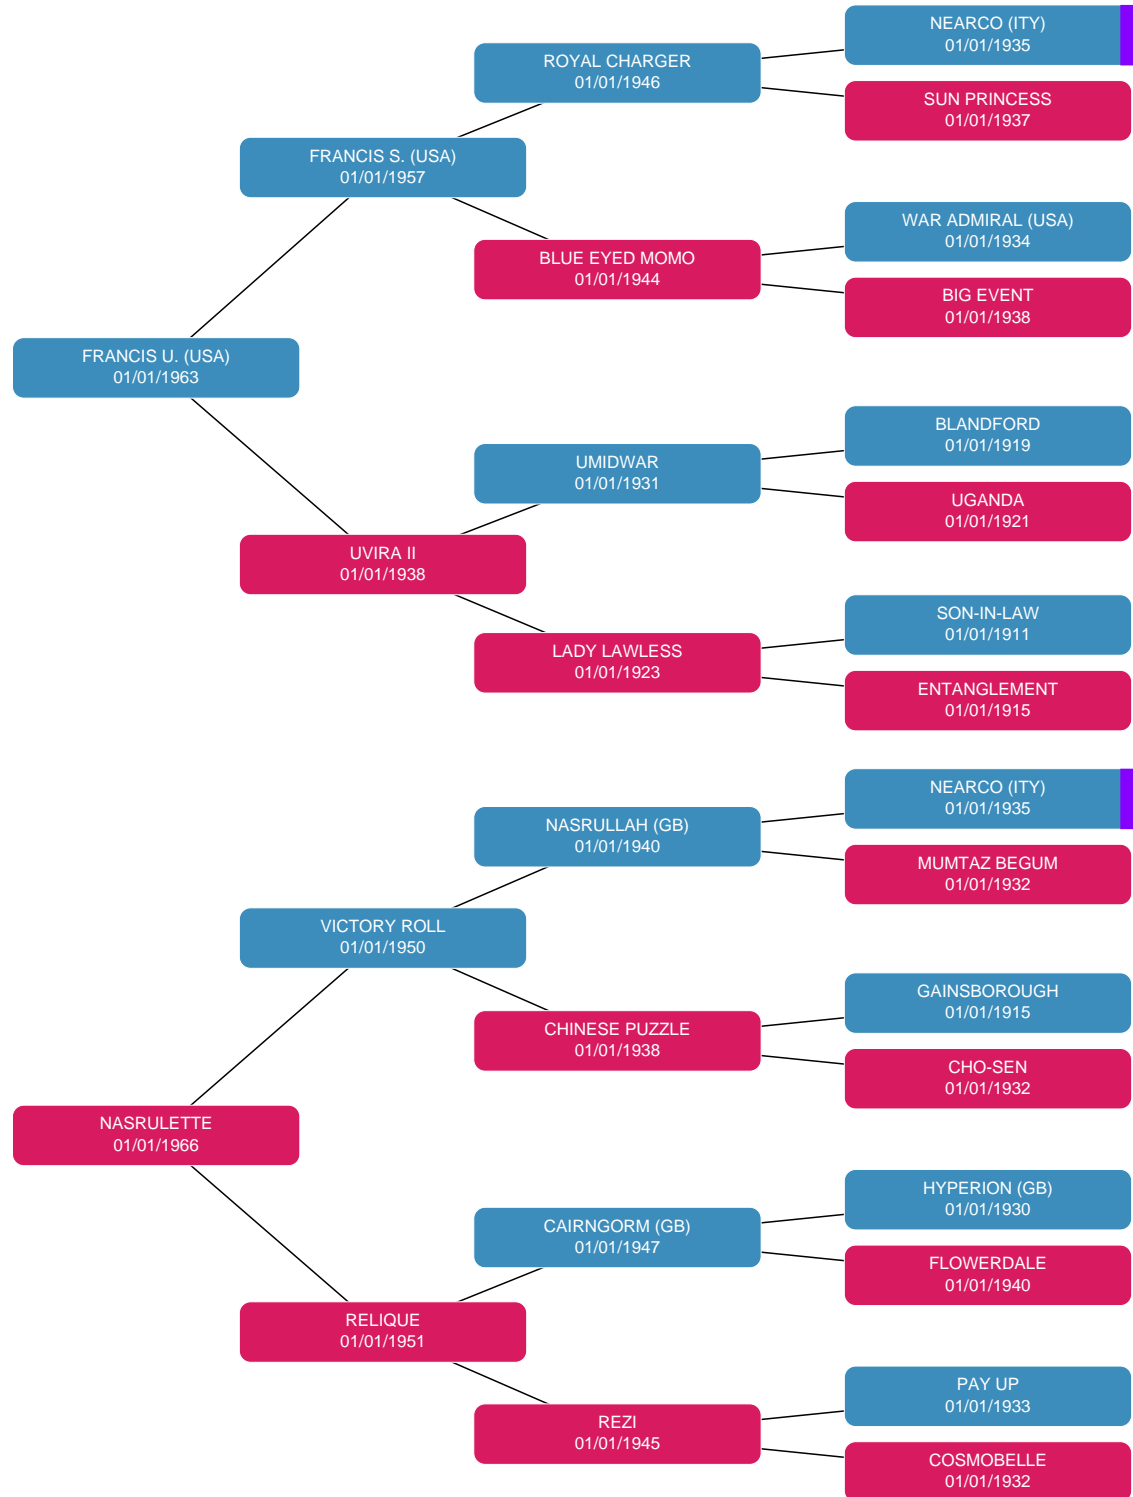 NEARCO (ITY)
01/01/1935
ROYAL CHARGER
01/01/1946
SUN PRINCESS
01/01/1937
FRANCIS S. (USA)
01/01/1957
WAR ADMIRAL (USA)
01/01/1934
BLUE EYED MOMO
01/01/1944
BIG EVENT
01/01/1938
FRANCIS U. (USA)
01/01/1963
BLANDFORD
01/01/1919
UMIDWAR
01/01/1931
UGANDA
01/01/1921
UVIRA II
01/01/1938
SON-IN-LAW
01/01/1911
LADY LAWLESS
01/01/1923
ENTANGLEMENT
01/01/1915
NEARCO (ITY)
01/01/1935
NASRULLAH (GB)
01/01/1940
MUMTAZ BEGUM
01/01/1932
VICTORY ROLL
01/01/1950
GAINSBOROUGH
01/01/1915
CHINESE PUZZLE
01/01/1938
CHO-SEN
01/01/1932
NASRULETTE
01/01/1966
HYPERION (GB)
01/01/1930
CAIRNGORM (GB)
01/01/1947
FLOWERDALE
01/01/1940
RELIQUE
01/01/1951
PAY UP
01/01/1933
REZI
01/01/1945
COSMOBELLE
01/01/1932